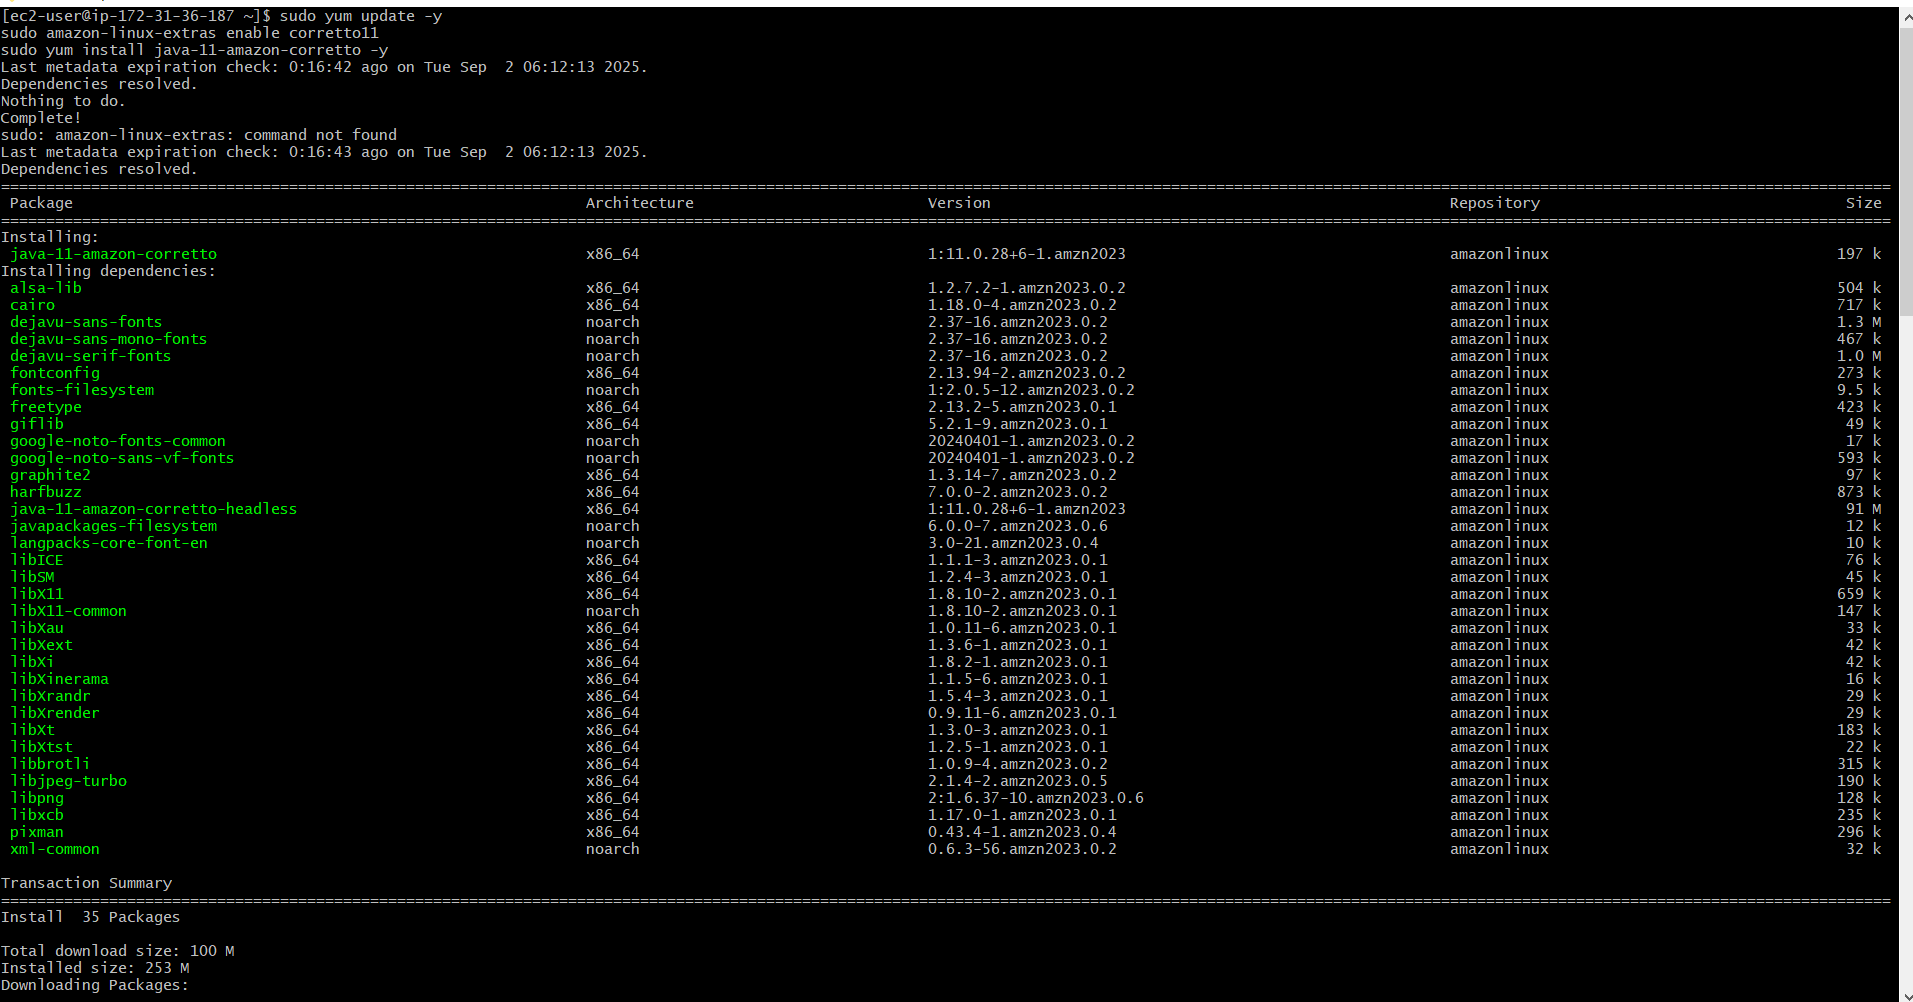 [ec2-user@ip-172-31-36-187 ~]$ sudo yum update -y
sudo amazon-linux-extras enable corretto11
sudo yum install java-11-amazon-corretto -y
Last metadata expiration check: 0:16:42 ago on Tue Sep  2 06:12:13 2025.
Dependencies resolved.
Nothing to do.
Complete!
sudo: amazon-linux-extras: command not found
Last metadata expiration check: 0:16:43 ago on Tue Sep  2 06:12:13 2025.
Dependencies resolved.
Package Architecture Version Repository Size
Installing:
java-11-amazon-corretto x86_64 1:11.0.28+6-1.amzn2023 amazonlinux 197 k
Installing dependencies:
alsa-lib x86_64 1.2.7.2-1.amzn2023.0.2 amazonlinux 504 k
cairo x86_64 1.18.0-4.amzn2023.0.2 amazonlinux 717 k
dejavu-sans-fonts noarch 2.37-16.amzn2023.0.2 amazonlinux 1.3 M
dejavu-sans-mono-fonts noarch 2.37-16.amzn2023.0.2 amazonlinux 467 k
dejavu-serif-fonts noarch 2.37-16.amzn2023.0.2 amazonlinux 1.0 M
fontconfig x86_64 2.13.94-2.amzn2023.0.2 amazonlinux 273 k
fonts-filesystem noarch 1:2.0.5-12.amzn2023.0.2 amazonlinux 9.5 k
freetype x86_64 2.13.2-5.amzn2023.0.1 amazonlinux 423 k
giflib x86_64 5.2.1-9.amzn2023.0.1 amazonlinux 49 k
google-noto-fonts-common noarch 20240401-1.amzn2023.0.2 amazonlinux 17 k
google-noto-sans-vf-fonts noarch 20240401-1.amzn2023.0.2 amazonlinux 593 k
graphite2 x86_64 1.3.14-7.amzn2023.0.2 amazonlinux 97 k
harfbuzz x86_64 7.0.0-2.amzn2023.0.2 amazonlinux 873 k
java-11-amazon-corretto-headless x86_64 1:11.0.28+6-1.amzn2023 amazonlinux 91 M
javapackages-filesystem noarch 6.0.0-7.amzn2023.0.6 amazonlinux 12 k
langpacks-core-font-en noarch 3.0-21.amzn2023.0.4 amazonlinux 10 k
libICE x86_64 1.1.1-3.amzn2023.0.1 amazonlinux 76 k
libSM x86_64 1.2.4-3.amzn2023.0.1 amazonlinux 45 k
libX11 x86_64 1.8.10-2.amzn2023.0.1 amazonlinux 659 k
libX11-common noarch 1.8.10-2.amzn2023.0.1 amazonlinux 147 k
libXau x86_64 1.0.11-6.amzn2023.0.1 amazonlinux 33 k
libXext x86_64 1.3.6-1.amzn2023.0.1 amazonlinux 42 k
libXi x86_64 1.8.2-1.amzn2023.0.1 amazonlinux 42 k
libXinerama x86_64 1.1.5-6.amzn2023.0.1 amazonlinux 16 k
libXrandr x86_64 1.5.4-3.amzn2023.0.1 amazonlinux 29 k
libXrender x86_64 0.9.11-6.amzn2023.0.1 amazonlinux 29 k
libXt x86_64 1.3.0-3.amzn2023.0.1 amazonlinux 183 k
libXtst x86_64 1.2.5-1.amzn2023.0.1 amazonlinux 22 k
libbrotli x86_64 1.0.9-4.amzn2023.0.2 amazonlinux 315 k
libjpeg-turbo x86_64 2.1.4-2.amzn2023.0.5 amazonlinux 190 k
libpng x86_64 2:1.6.37-10.amzn2023.0.6 amazonlinux 128 k
libxcb x86_64 1.17.0-1.amzn2023.0.1 amazonlinux 235 k
pixman x86_64 0.43.4-1.amzn2023.0.4 amazonlinux 296 k
xml-common noarch 0.6.3-56.amzn2023.0.2 amazonlinux 32 k
Transaction Summary
Install  35 Packages
Total download size: 100 M
Installed size: 253 M
Downloading Packages: